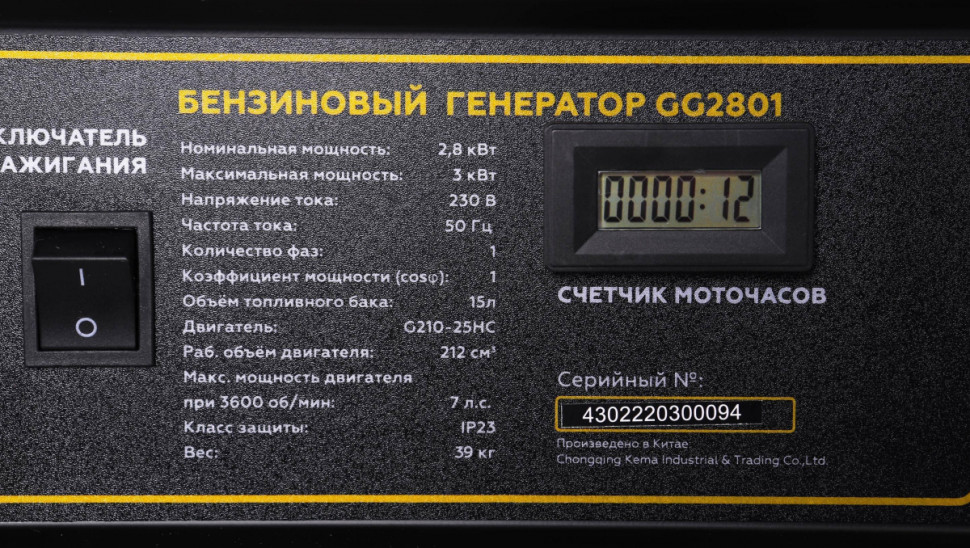 БЕНЗИНОВЫЙ ГЕНЕРАТОР GG2801
КЛЮЧАТЕЛЬ
АЖИГАНИЯ
I
O
Номинальная мощность: 2,8 кВт
Максимальная мощность: 3 кВт
Напряжение тока: 230 В
Частота тока: 50 Гц
Количество фаз: 1
Коэффициент мощности (cosφ): 1
Объём топливного бака: 15л
Двигатель: G210-25HC
Раб. объём двигателя: 212 см³
Макс. мощность двигателя
при 3600 об/мин: 7 л.с.
Класс защиты: IP23
Вес: 39 кг
0000:12
СЧЕТЧИК МОТОЧАСОВ
Серийный №:
4302220300094
Произведено в Китае:
Chongqing Kema Industrial & Trading Co.,Ltd.